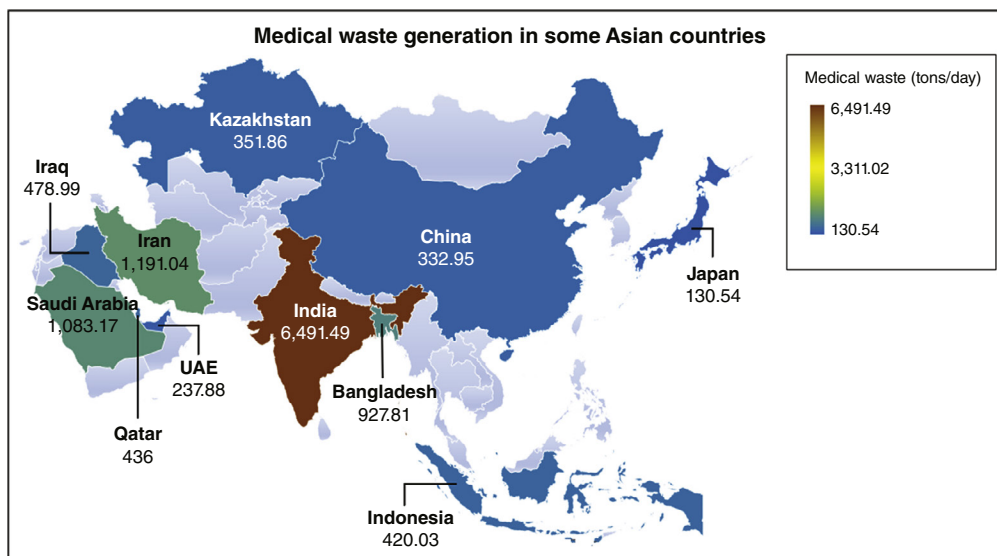 Medical waste generation in some Asian countries
Medical waste (tons/day)
6,491.49
3,311.02
130.54
Kazakhstan
351.86
Iraq
478.99
Iran
1,191.04
China
332.95
Japan
130.54
Saudi Arabia
1,083.17
India
6,491.49
UAE
237.88
Bangladesh
927.81
Qatar
436
Indonesia
420.03